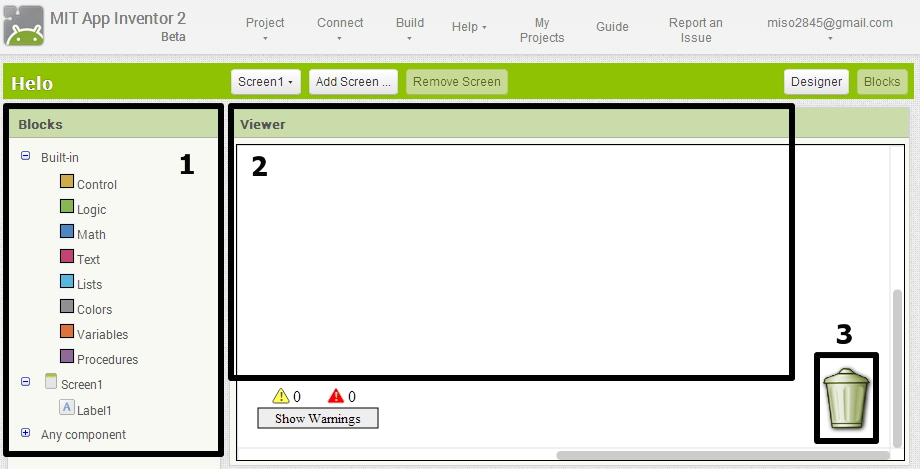 MIT App Inventor 2
Beta
Project
Connect
Build
Help
My
Projects
Guide
Report an
Issue
miso2845@gmail.com
Helo
Screen1
Add Screen ...
Remove Screen
Designer
Blocks
Blocks
1
Built-in
Control
Logic
Math
Text
Lists
Colors
Variables
Procedures
Screen1
A Label1
Any component
Viewer
2
3
0 0
Show Warnings